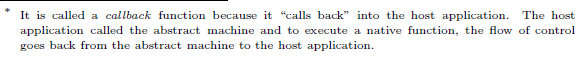 * It is called a callback function because it “calls back” into the host application. The host
application called the abstract machine and to execute a native function, the flow of control
goes back from the abstract machine to the host application.